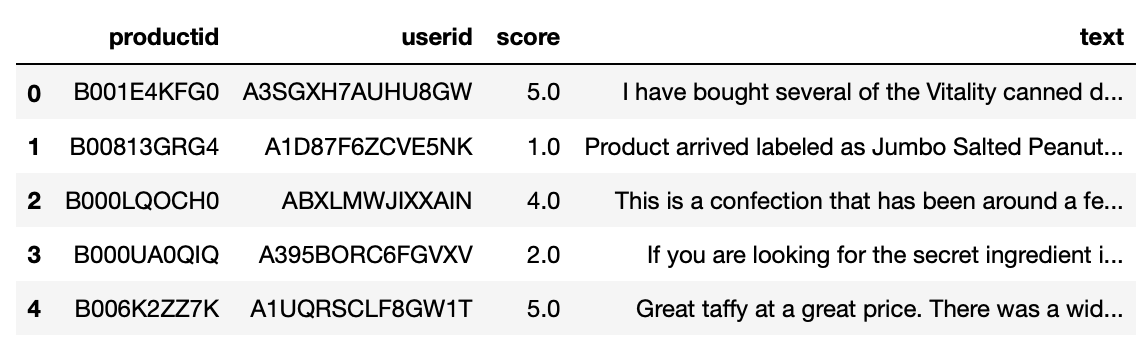 productid userid score text
0 B001E4KFG0 A3SGXH7AUHU8GW 5.0 I have bought several of the Vitality canned d...
1 B00813GRG4 A1D87F6ZCVE5NK 1.0 Product arrived labeled as Jumbo Salted Peanut...
2 B000LQOCH0 ABXLMWJIXXAIN 4.0 This is a confection that has been around a fe...
3 B000UA0QIQ A395BORC6FGVXV 2.0 If you are looking for the secret ingredient i...
4 B006K2ZZ7K A1UQRSCLF8GW1T 5.0 Great taffy at a great price. There was a wid...